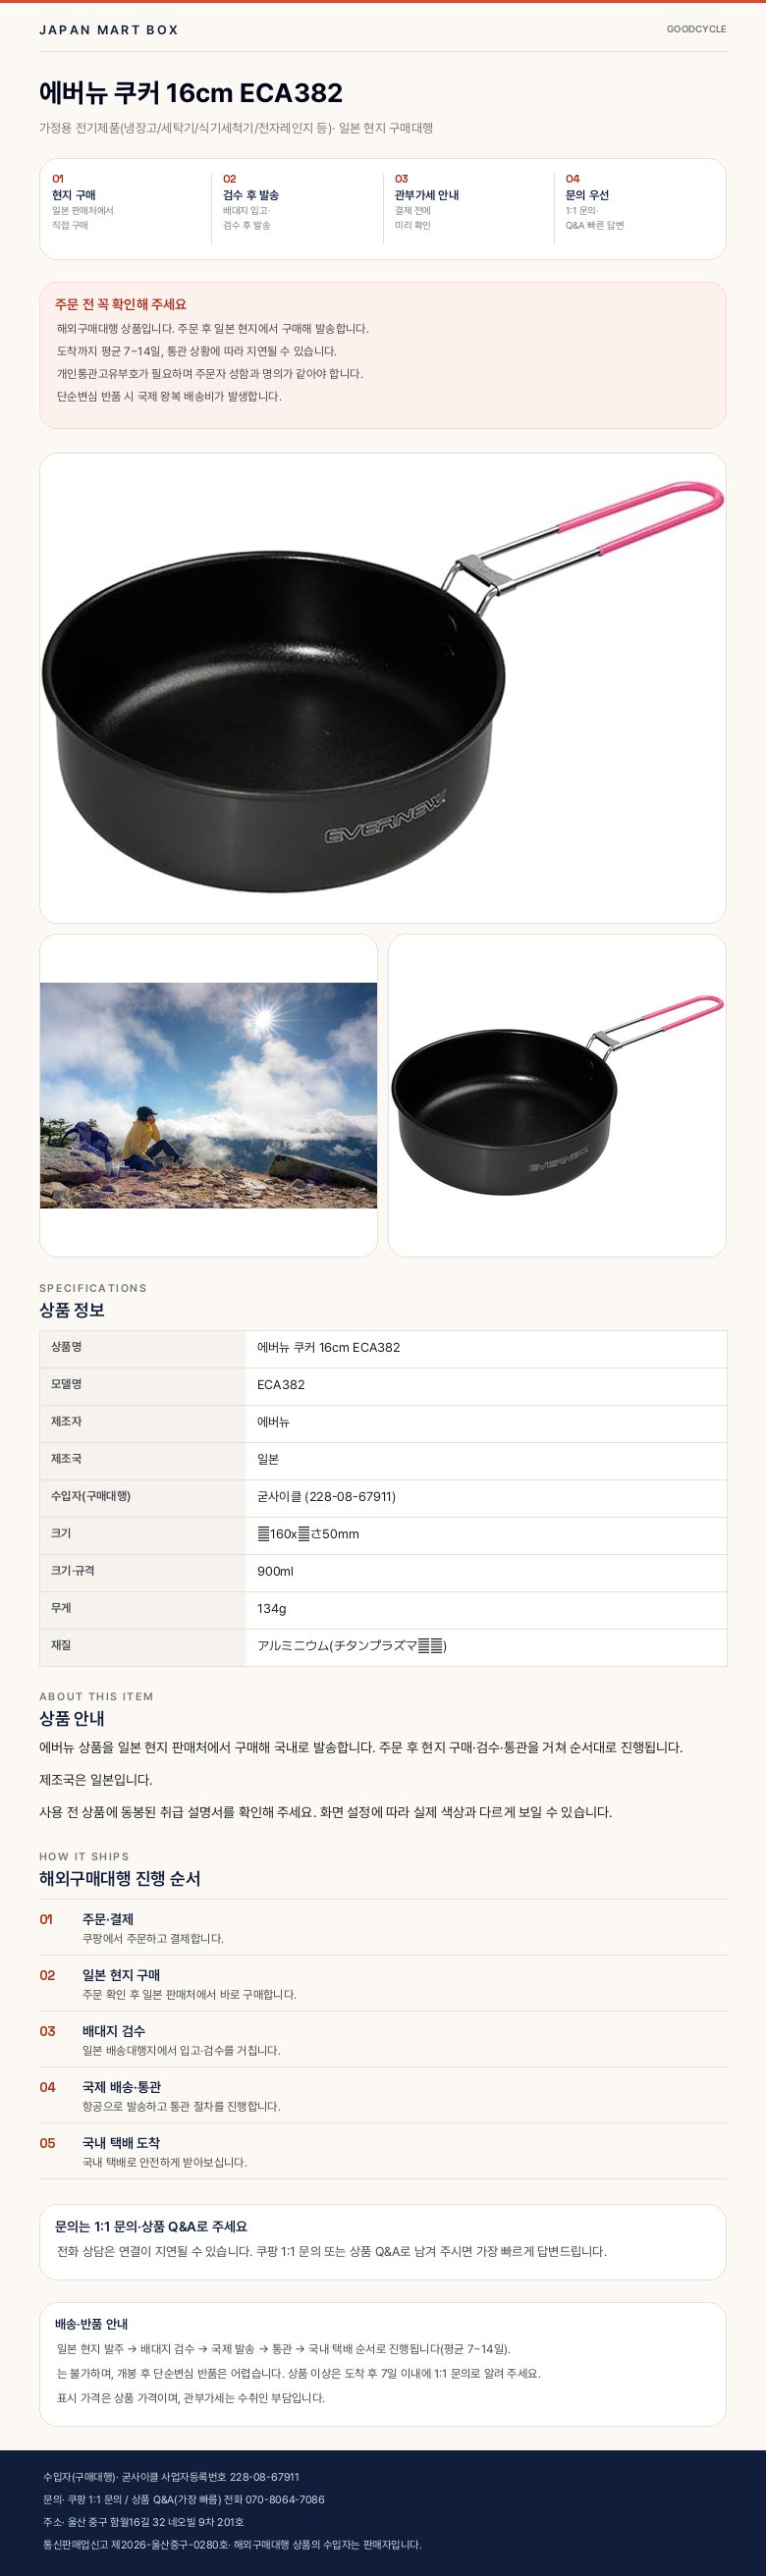 JAPAN MART BOX
GOODCYCLE
에버뉴 쿠커 16cm ECA382
가정용 전기제품(냉장고/세탁기/식기세척기/전자레인지 등)· 일본 현지 구매대행
01
현지 구매
일본 판매처에서
직접 구매
02
검수 후 발송
배대지 입고·
검수 후 발송
03
관부가세 안내
결제 전에
미리 확인
04
문의 우선
1:1 문의·
Q&A 빠른 답변
주문 전 꼭 확인해 주세요
해외구매대행 상품입니다. 주문 후 일본 현지에서 구매해 발송합니다.
도착까지 평균 7~14일, 통관 상황에 따라 지연될 수 있습니다.
개인통관고유부호가 필요하며 주문자 성함과 명의가 같아야 합니다.
단순변심 반품 시 국제 왕복 배송비가 발생합니다.
EVERNEW
EVERNEW
SPECIFICATIONS
상품 정보
상품명 에버뉴 쿠커 16cm ECA382
모델명 ECA382
제조자 에버뉴
제조국 일본
수입자(구매대행) 굳사이클 (228-08-67911)
크기 160x さ50mm
크기·규격 900ml
무게 134g
재질 アルミニウム(チタンプラズマ)
ABOUT THIS ITEM
상품 안내
에버뉴 상품을 일본 현지 판매처에서 구매해 국내로 발송합니다. 주문 후 현지 구매·검수·통관을 거쳐 순서대로 진행됩니다.
제조국은 일본입니다.
사용 전 상품에 동봉된 취급 설명서를 확인해 주세요. 화면 설정에 따라 실제 색상과 다르게 보일 수 있습니다.
HOW IT SHIPS
해외구매대행 진행 순서
01 주문·결제
쿠팡에서 주문하고 결제합니다.
02 일본 현지 구매
주문 확인 후 일본 판매처에서 바로 구매합니다.
03 배대지 검수
일본 배송대행지에서 입고·검수를 거칩니다.
04 국제 배송·통관
항공으로 발송하고 통관 절차를 진행합니다.
05 국내 택배 도착
국내 택배로 안전하게 받아보십니다.
문의는 1:1 문의·상품 Q&A로 주세요
전화 상담은 연결이 지연될 수 있습니다. 쿠팡 1:1 문의 또는 상품 Q&A로 남겨 주시면 가장 빠르게 답변드립니다.
배송·반품 안내
일본 현지 발주 → 배대지 검수 → 국제 발송 → 통관 → 국내 택배 순서로 진행됩니다(평균 7~14일).
는 불가하며, 개봉 후 단순변심 반품은 어렵습니다. 상품 이상은 도착 후 7일 이내에 1:1 문의로 알려 주세요.
표시 가격은 상품 가격이며, 관부가세는 수취인 부담입니다.
수입자(구매대행)· 굳사이클 사업자등록번호 228-08-67911
문의· 쿠팡 1:1 문의 / 상품 Q&A(가장 빠름) 전화 070-8064-7086
주소· 울산 중구 함월16길 32 네오빌 9차 201호
통신판매업신고 제2026-울산중구-0280호· 해외구매대행 상품의 수입자는 판매자입니다.